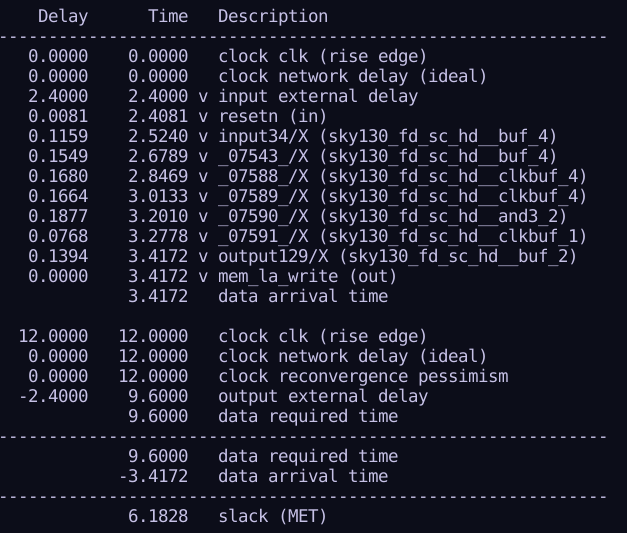 Delay Time Description
---------------------------------------------------------------
0.0000 0.0000 clock clk (rise edge)
0.0000 0.0000 clock network delay (ideal)
2.4000 2.4000 v input external delay
0.0081 2.4081 v resetn (in)
0.1159 2.5240 v input34/X (sky130_fd_sc_hd__buf_4)
0.1549 2.6789 v _07543_/X (sky130_fd_sc_hd__buf_4)
0.1680 2.8469 v _07588_/X (sky130_fd_sc_hd__clkbuf_4)
0.1664 3.0133 v _07589_/X (sky130_fd_sc_hd__clkbuf_4)
0.1877 3.2010 v _07590_/X (sky130_fd_sc_hd__and3_2)
0.0768 3.2778 v _07591_/X (sky130_fd_sc_hd__clkbuf_1)
0.1394 3.4172 v output129/X (sky130_fd_sc_hd__buf_2)
0.0000 3.4172 v mem_la_write (out)
3.4172 data arrival time
12.0000 12.0000 clock clk (rise edge)
0.0000 12.0000 clock network delay (ideal)
0.0000 12.0000 clock reconvergence pessimism
-2.4000 9.6000 output external delay
9.6000 data required time
---------------------------------------------------------------
9.6000 data required time
-3.4172 data arrival time
---------------------------------------------------------------
6.1828 slack (MET)